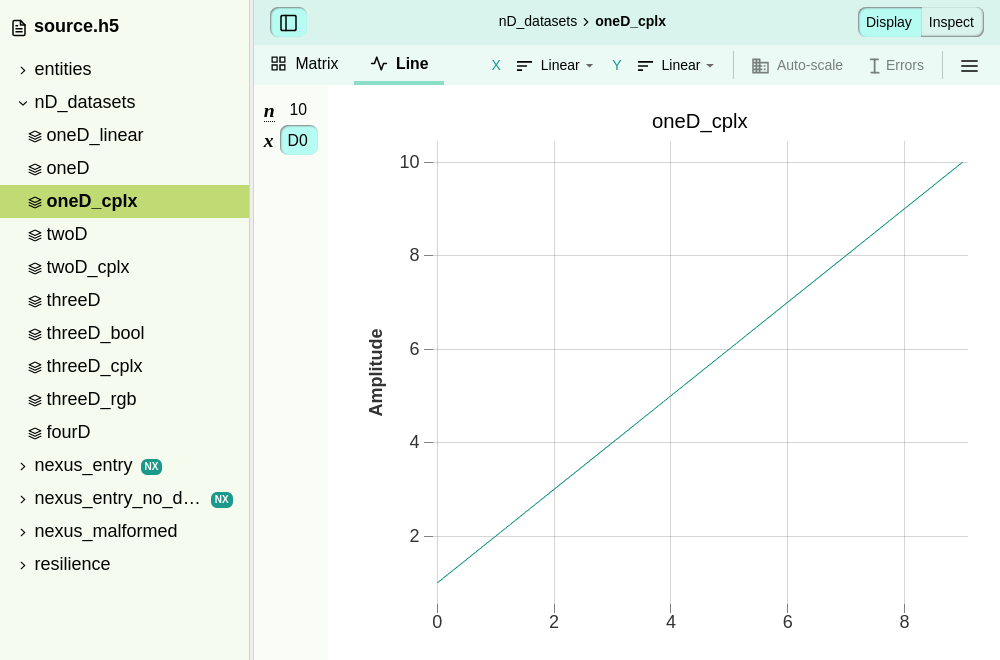 source.h5
entities
nD_datasets
oneD_linear
oneD
oneD_cplx
twoD
twoD_cplx
threeD
threeD_bool
threeD_cplx
threeD_rgb
fourD
nexus_entry NX
nexus_entry_no_d… NX
nexus_malformed
resilience
nD_datasets › oneD_cplx
Display Inspect
Matrix Line X Linear Y Linear Auto-scale Errors
n 10
x D0
oneD_cplx
Amplitude
10
8
6
4
2
0 2 4 6 8